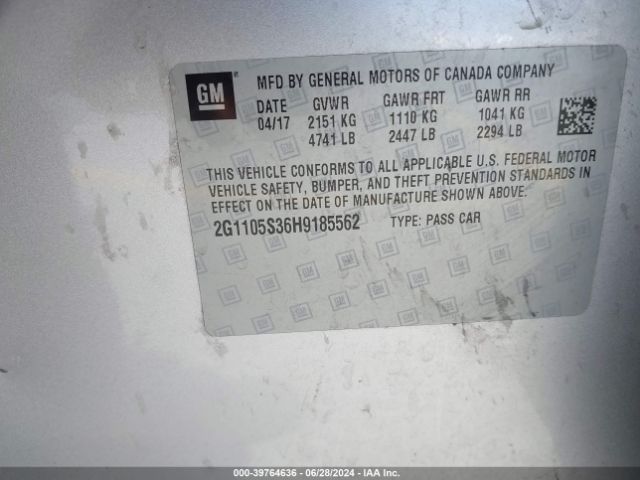 GM
MFD BY GENERAL MOTORS OF CANADA COMPANY
DATE GVWR GAWR FRT GAWR RR
04/17 2151 KG 1110 KG 1041 KG
4741 LB 2447 LB 2294 LB
THIS VEHICLE CONFORMS TO ALL APPLICABLE U.S. FEDERAL MOTOR
VEHICLE SAFETY, BUMPER, AND THEFT PREVENTION STANDARDS IN
EFFECT ON THE DATE OF MANUFACTURE SHOWN ABOVE.
2G1105S36H9185562 TYPE: PASS CAR
000-39764636 - 06/28/2024 - IAA Inc.